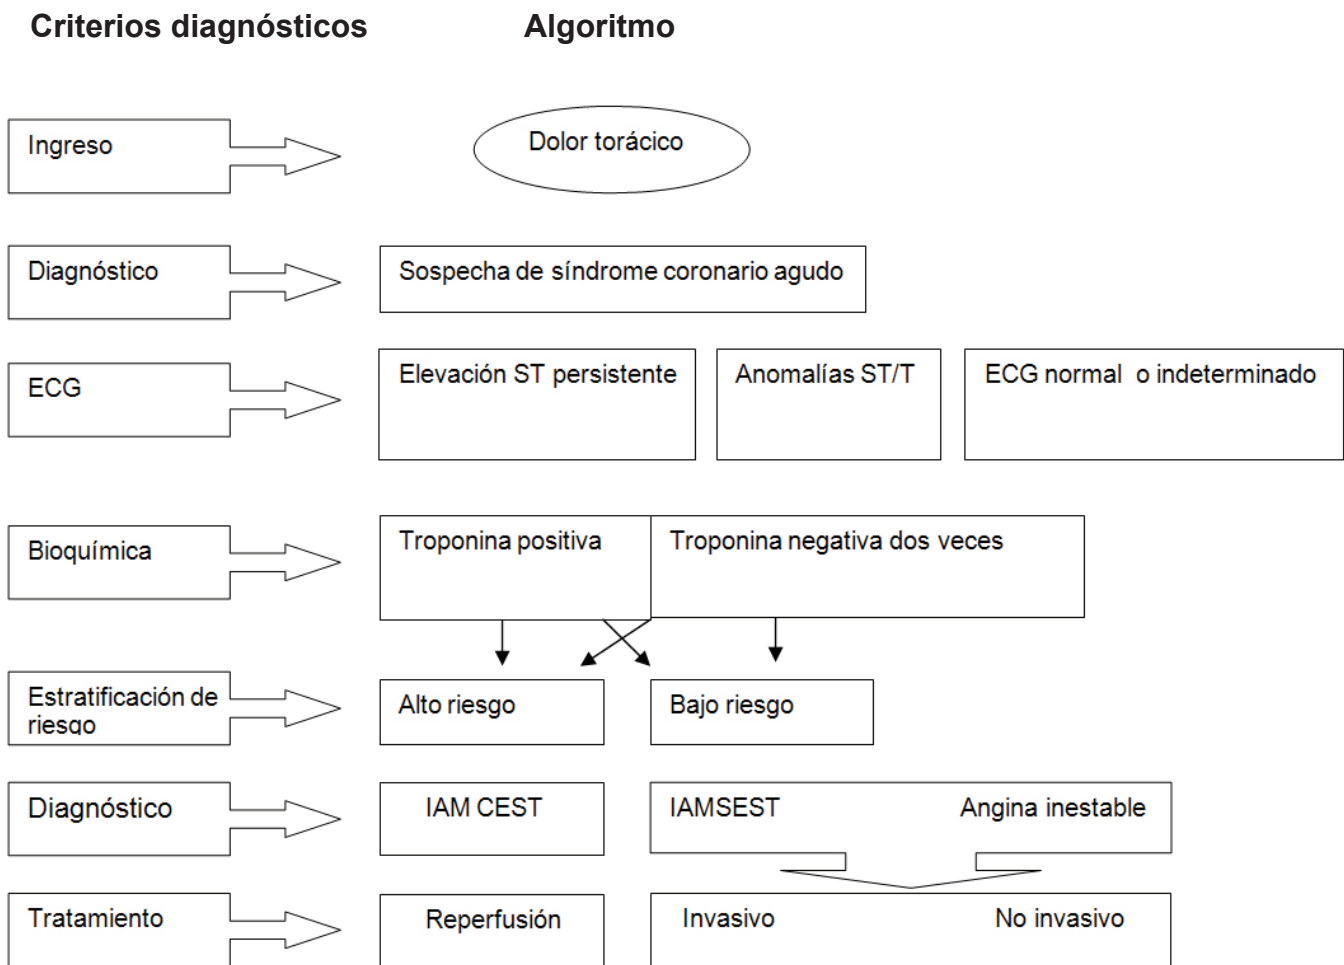 Criterios diagnósticos Algoritmo
Ingreso Dolor torácico
Diagnóstico Sospecha de síndrome coronario agudo
ECG Elevación ST persistente Anomalías ST/T ECG normal o indeterminado
Bioquímica Troponina positiva Troponina negativa dos veces
Estratificación de
riesgo
Alto riesgo Bajo riesgo
Diagnóstico IAM CEST IAMSEST Angina inestable
Tratamiento Reperfusión Invasivo No invasivo